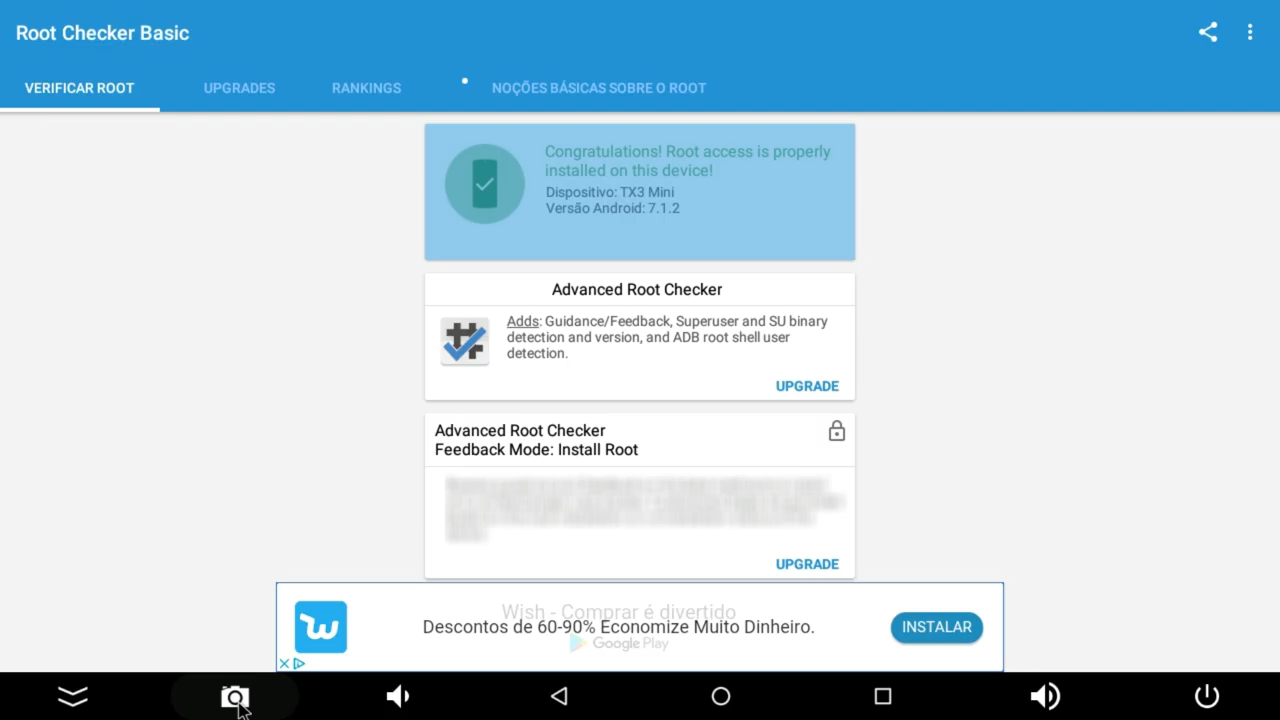 Root Checker Basic
VERIFICAR ROOT
UPGRADES
RANKINGS
NOÇÕES BÁSICAS SOBRE O ROOT
Congratulations! Root access is properly
installed on this device!
Dispositivo: TX3 Mini
Versão Android: 7.1.2
Advanced Root Checker
Adds: Guidance/Feedback, Superuser and SU binary
detection and version, and ADB root shell user
detection.
UPGRADE
Advanced Root Checker
Feedback Mode: Install Root
UPGRADE
Wish - Comprar é divertido
Descontos de 60-90% Economize Muito Dinheiro.
Google Play
INSTALAR